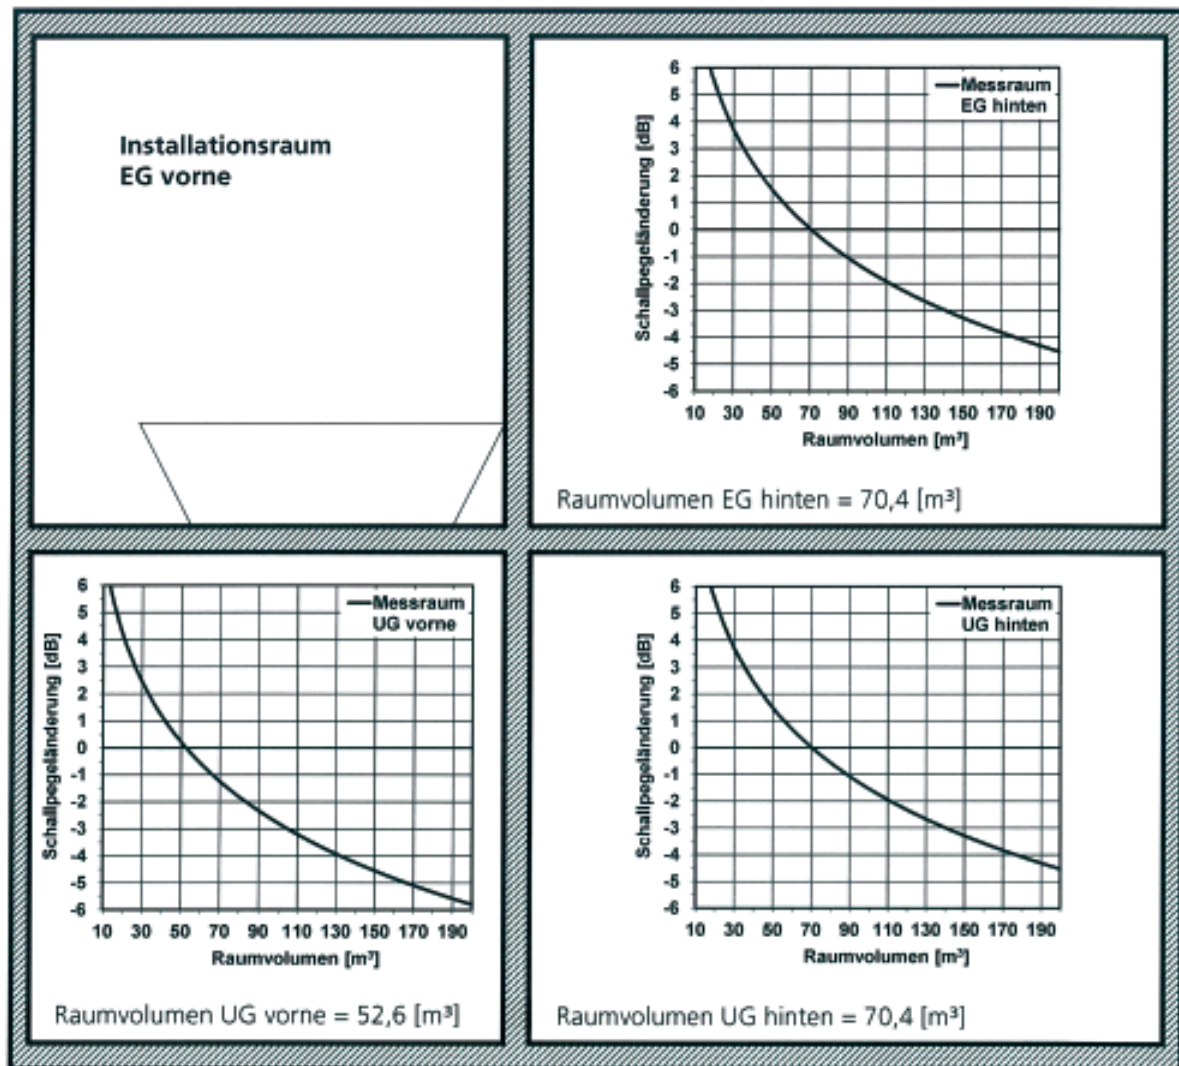 Installationsraum
EG vorne
Schallpegeländerung [dB]
6
5
4
3
2
1
0
-1
-2
-3
-4
-5
-6
Messraum
EG hinten
10 30 50 70 90 110 130 150 170 190
Raumvolumen [m³]
Raumvolumen EG hinten = 70,4 [m³]
Schallpegeländerung [dB]
6
5
4
3
2
1
0
-1
-2
-3
-4
-5
-6
Messraum
UG vorne
10 30 50 70 90 110 130 150 170 190
Raumvolumen [m³]
Raumvolumen UG vorne = 52,6 [m³]
Schallpegeländerung [dB]
6
5
4
3
2
1
0
-1
-2
-3
-4
-5
-6
Messraum
UG hinten
10 30 50 70 90 110 130 150 170 190
Raumvolumen [m³]
Raumvolumen UG hinten = 70,4 [m³]